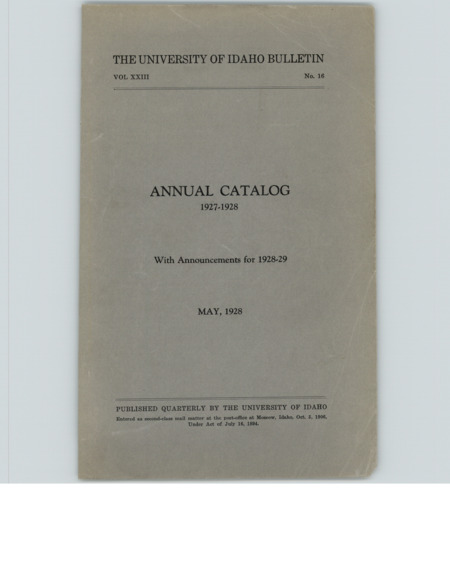 THE UNIVERSITY OF IDAHO BULLETIN
VOL XXIII No. 16
ANNUAL CATALOG
1927-1928
With Announcements for 1928-29
MAY, 1928
PUBLISHED QUARTERLY BY THE UNIVERSITY OF IDAHO
Entered as second-class mail matter at the post-office at Moscow, Idaho, Oct. 3, 1906,
Under Act of July 16, 1894.